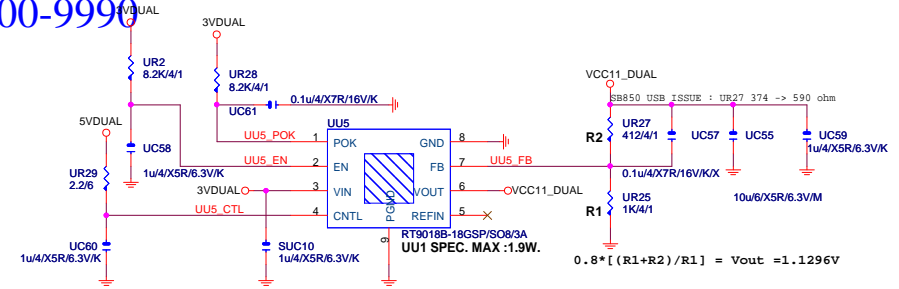 00-9990
3VDUAL
3VDUAL
UR2
8.2K/4/1
UR28
8.2K/4/1
0.1u/4/X7R/16V/K
UC61
VCC11_DUAL
SB850 USB ISSUE : UR27 374 -> 590 ohm
5VDUAL
UC58
1u/4/X5R/6.3V/K
UR29
2.2/6
UU5
UU5_POK
1
POK
GND
8
UU5_EN
2
EN
FB
7
UU5_FB
3VDUAL
3
VIN
VOUT
6
VCC11_DUAL
UU5_CTL
4
CNTL
REFIN
5
PGND
9
R2
UR27
412/4/1
UC57
UC55
UC59
1u/4/X5R/6.3V/K
0.1u/4/X7R/16V/K/X
R1
UR25
1K/4/1
10u/6/X5R/6.3V/M
UC60
1u/4/X5R/6.3V/K
SUC10
1u/4/X5R/6.3V/K
RT9018B-18GSP/SO8/3A
UU1 SPEC. MAX :1.9W.
0.8*[(R1+R2)/R1] = Vout =1.1296V